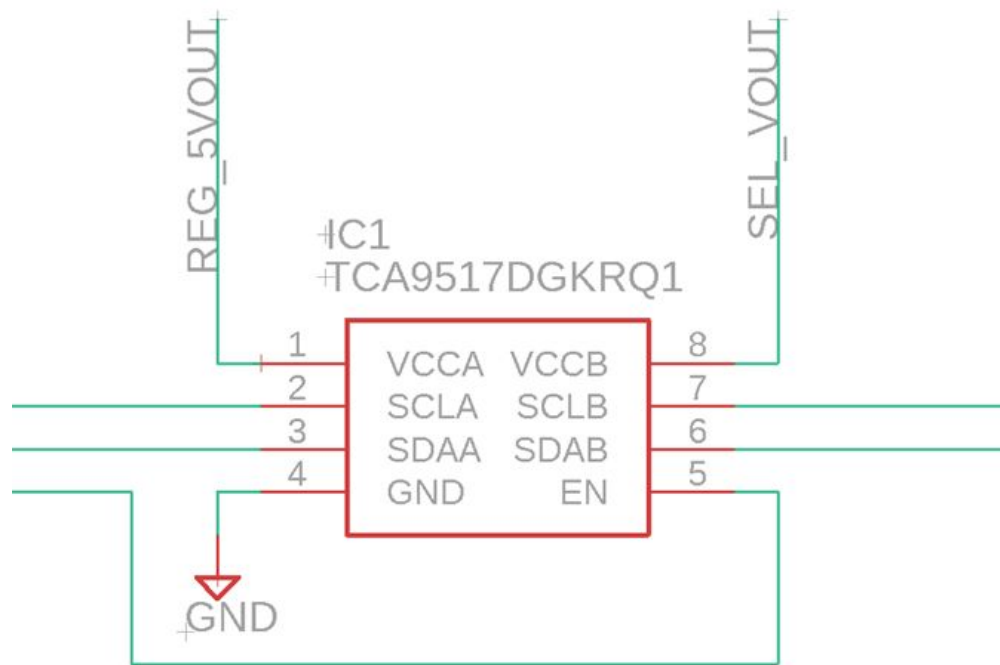 REG_5VOUT
SEL_VOUT
IC1
TCA9517DGKRQ1
1 VCCA VCCB 8
2 SCLA SCLB 7
3 SDAA SDAB 6
4 GND EN 5
GND